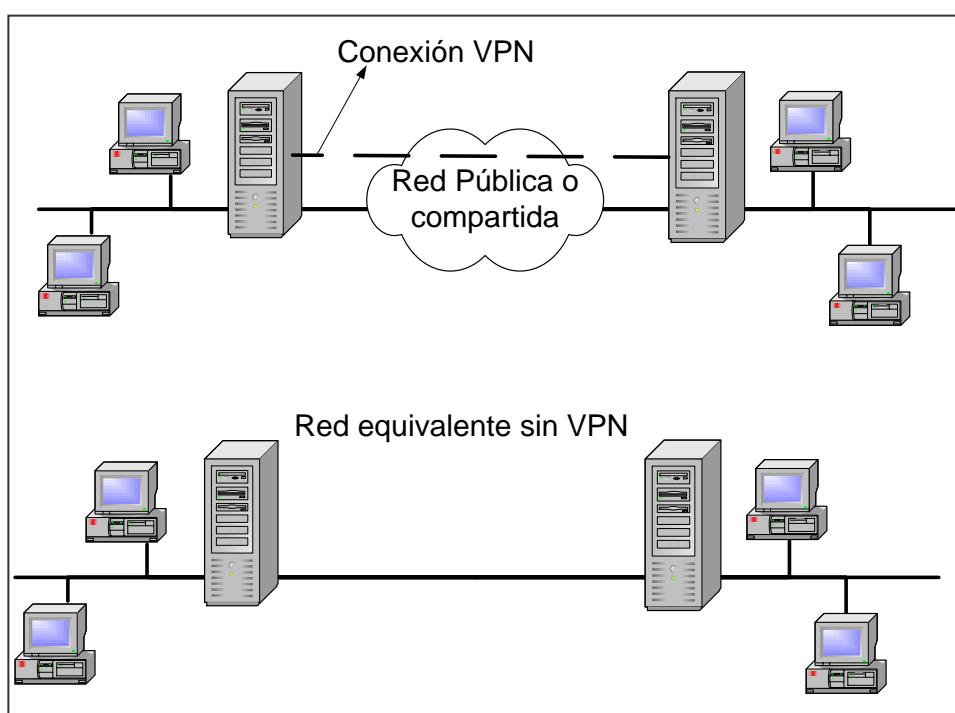 Conexión VPN
Red Pública o
compartida
Red equivalente sin VPN